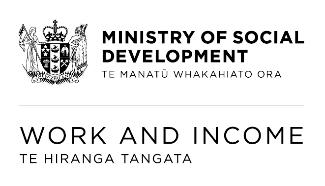 MINISTRY OF SOCIAL
DEVELOPMENT
TE MANATŪ WHAKAHIATO ORA
WORK AND INCOME
TE HIRANGA TANGATA